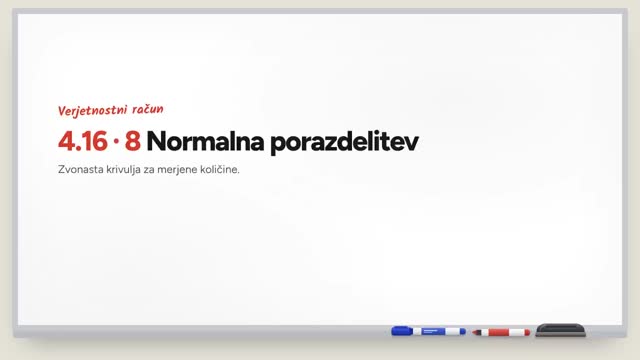 Verjetnostni račun
4.16 · 8 Normalna porazdelitev
Zvonasta krivulja za merjene količine.